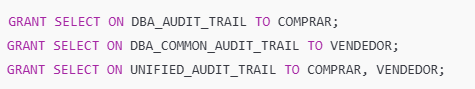 GRANT SELECT ON DBA_AUDIT_TRAIL TO COMPRAR;
GRANT SELECT ON DBA_COMMON_AUDIT_TRAIL TO VENDEDOR;
GRANT SELECT ON UNIFIED_AUDIT_TRAIL TO COMPRAR, VENDEDOR;